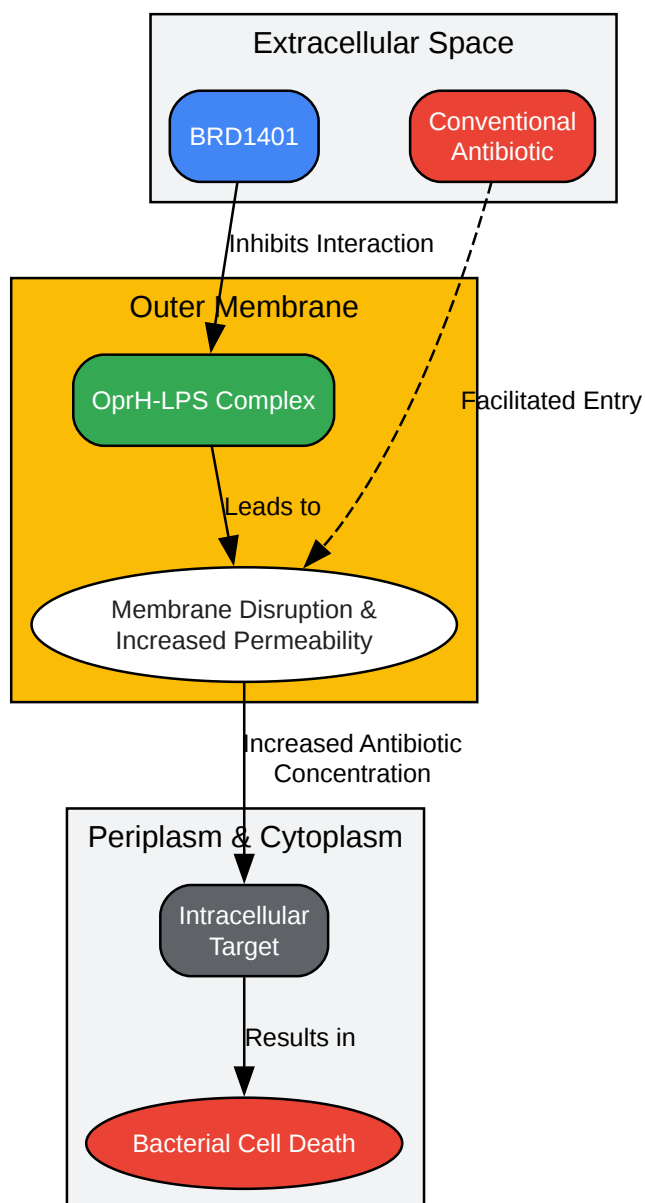 Extracellular Space
BRD1401
Conventional
Antibiotic
Inhibits Interaction
Outer Membrane
OprH-LPS Complex
Facilitated Entry
Leads to
Membrane Disruption &
Increased Permeability
Increased Antibiotic
Concentration
Periplasm & Cytoplasm
Intracellular
Target
Results in
Bacterial Cell Death